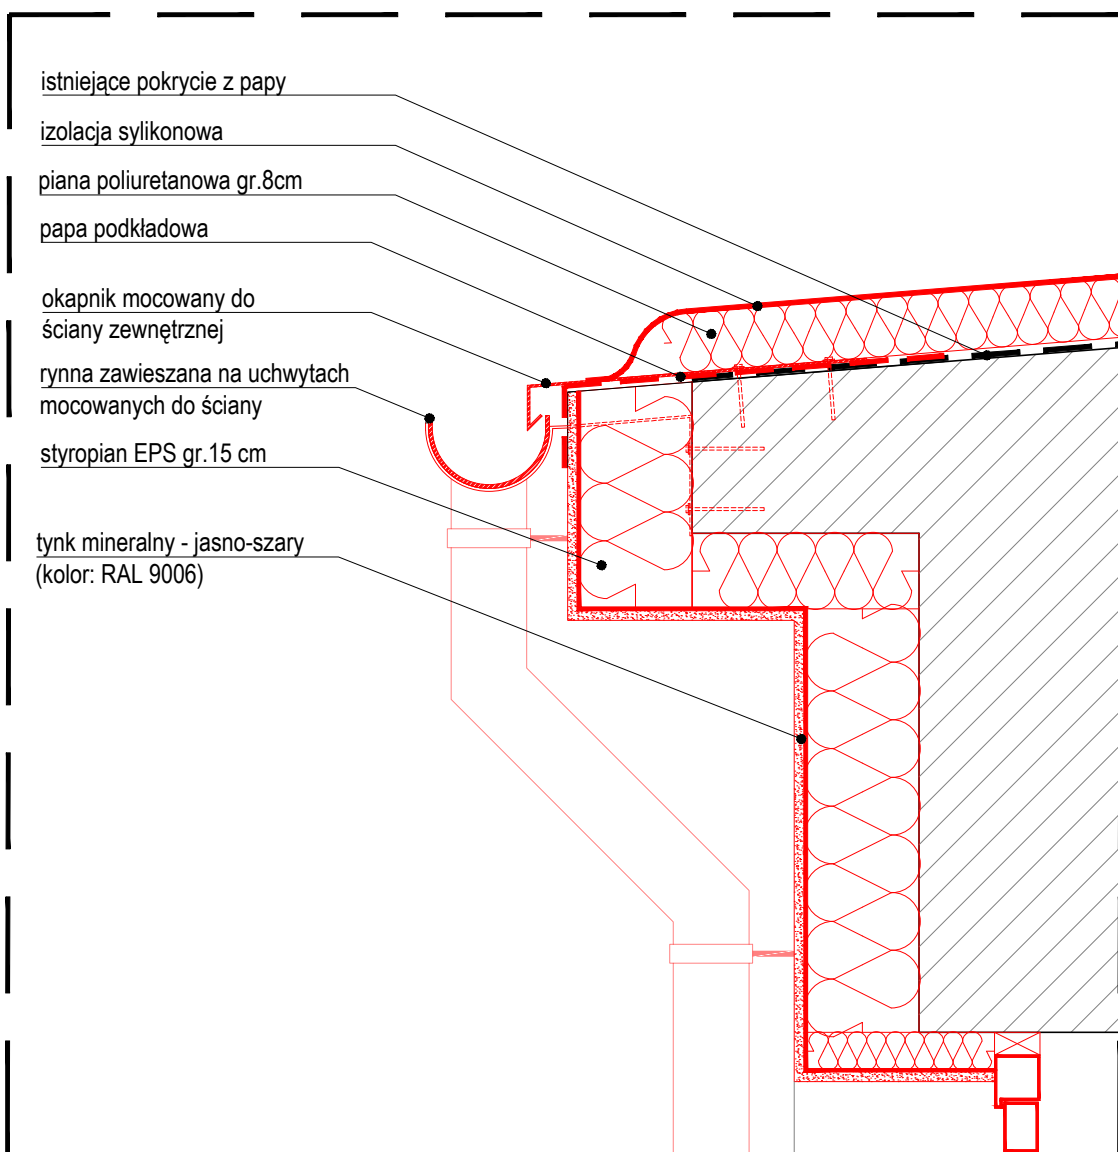 istniejące pokrycie z papy
izolacja sylikonowa
piana poliuretanowa gr.8cm
papa podkładowa
okapnik mocowany do
ściany zewnętrznej
rynna zawieszana na uchwytach
mocowanych do ściany
styropian EPS gr.15 cm
tynk mineralny - jasno-szary
(kolor: RAL 9006)